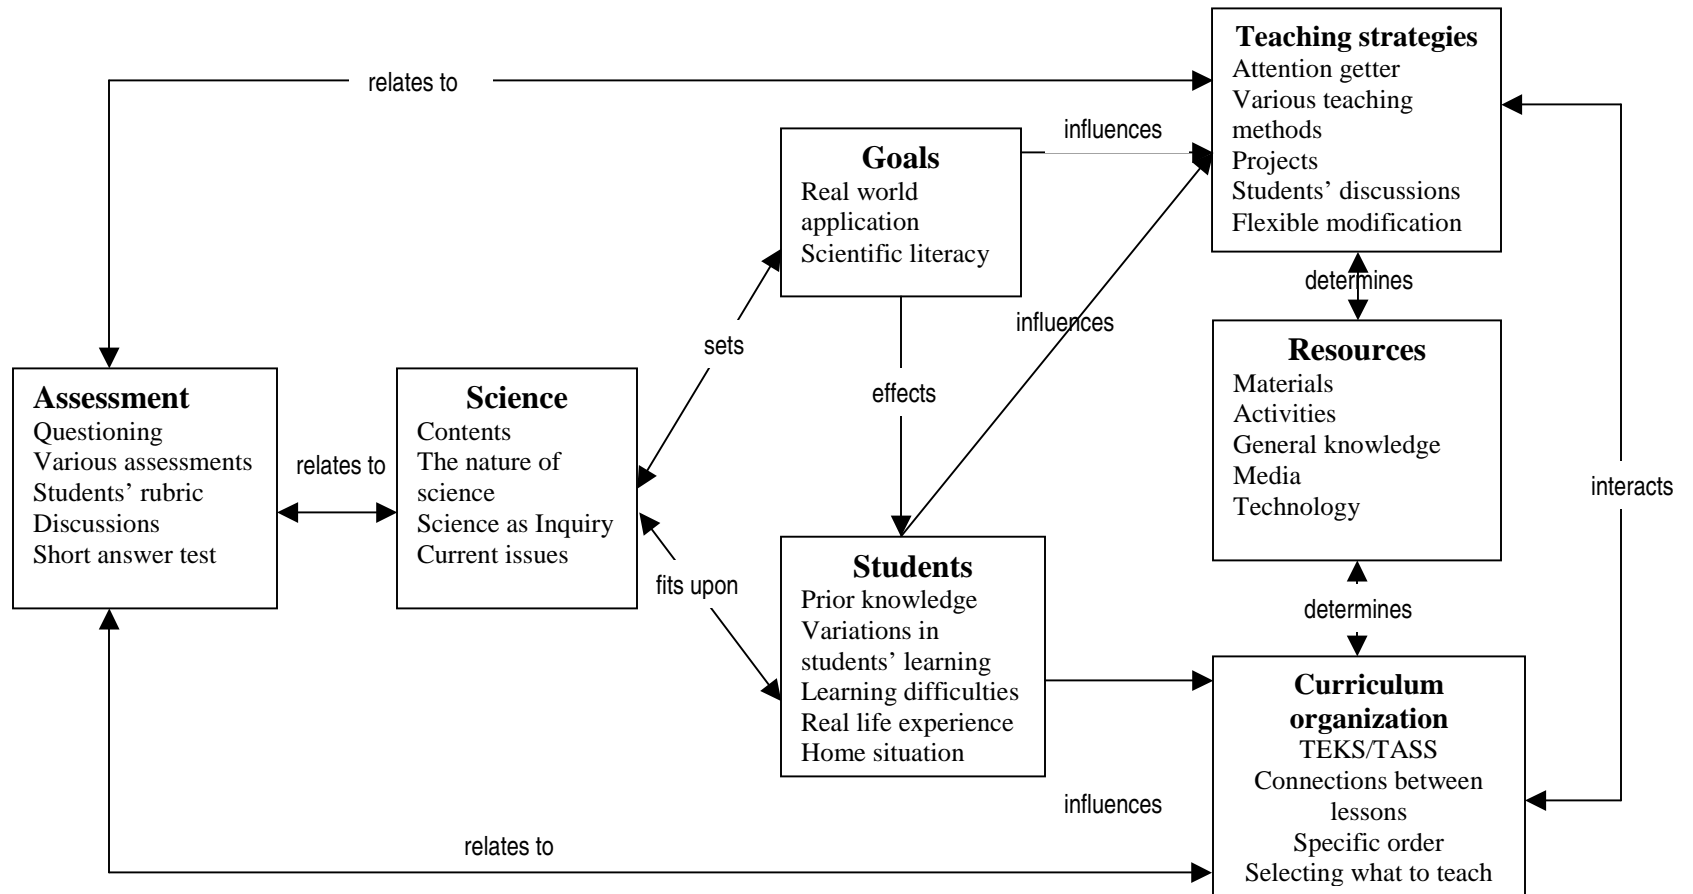 Teaching strategies
Attention getter
Various teaching
methods
Projects
Students’ discussions
Flexible modification
relates to
influences
Goals
Real world
application
Scientific literacy
determines
influences
sets
Resources
Materials
Activities
General knowledge
Media
Technology
effects
Assessment
Questioning
Various assessments
Students’ rubric
Discussions
Short answer test
relates to
Science
Contents
The nature of
science
Science as Inquiry
Current issues
interacts
fits upon
Students
Prior knowledge
Variations in
students’ learning
Learning difficulties
Real life experience
Home situation
determines
Curriculum
organization
TEKS/TASS
Connections between
lessons
Specific order
Selecting what to teach
influences
relates to